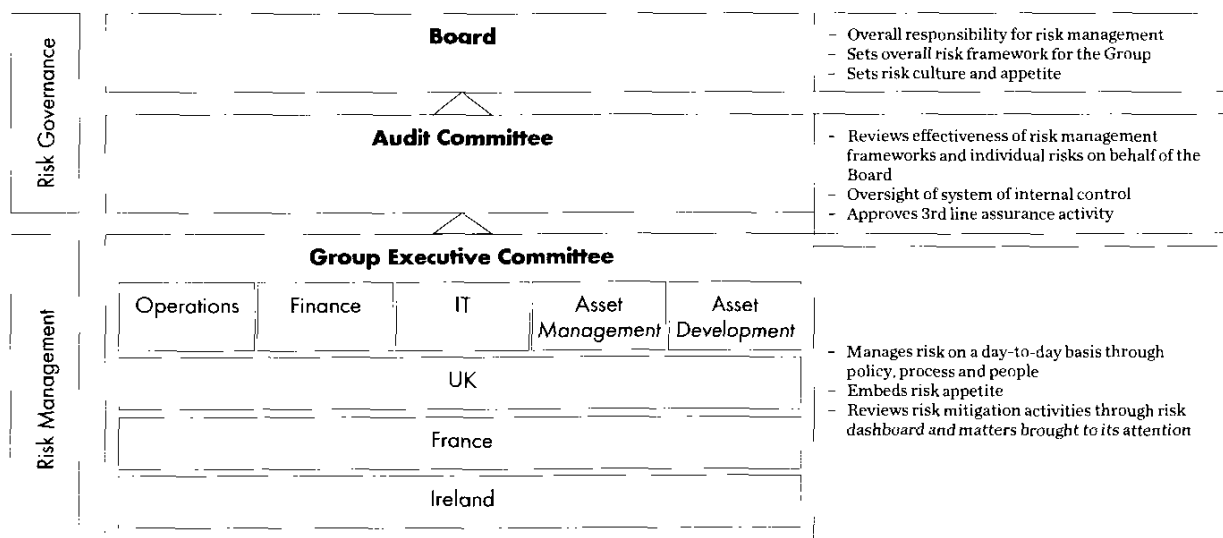 Risk Governance
Board
- Overall responsibility for risk management
- Sets overall risk framework for the Group
- Sets risk culture and appetite
Audit Committee
- Reviews effectiveness of risk management
frameworks and individual risks on behalf of the
Board
- Oversight of system of internal control
- Approves 3rd line assurance activity
Risk Management
Group Executive Committee
Operations
Finance
IT
Asset
Management
Asset
Development
UK
France
Ireland
- Manages risk on a day-to-day basis through
policy, process and people
- Embeds risk appetite
- Reviews risk mitigation activities through risk
dashboard and matters brought to its attention